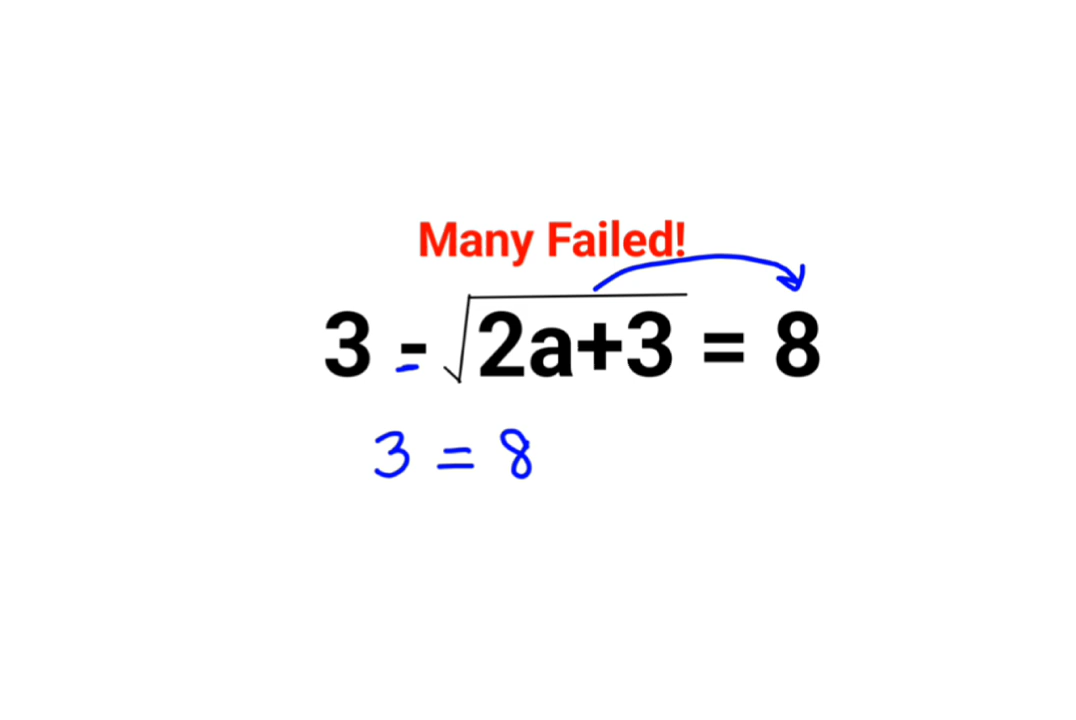 Many Failed!
3 - √2a+3 = 8
3 = 8